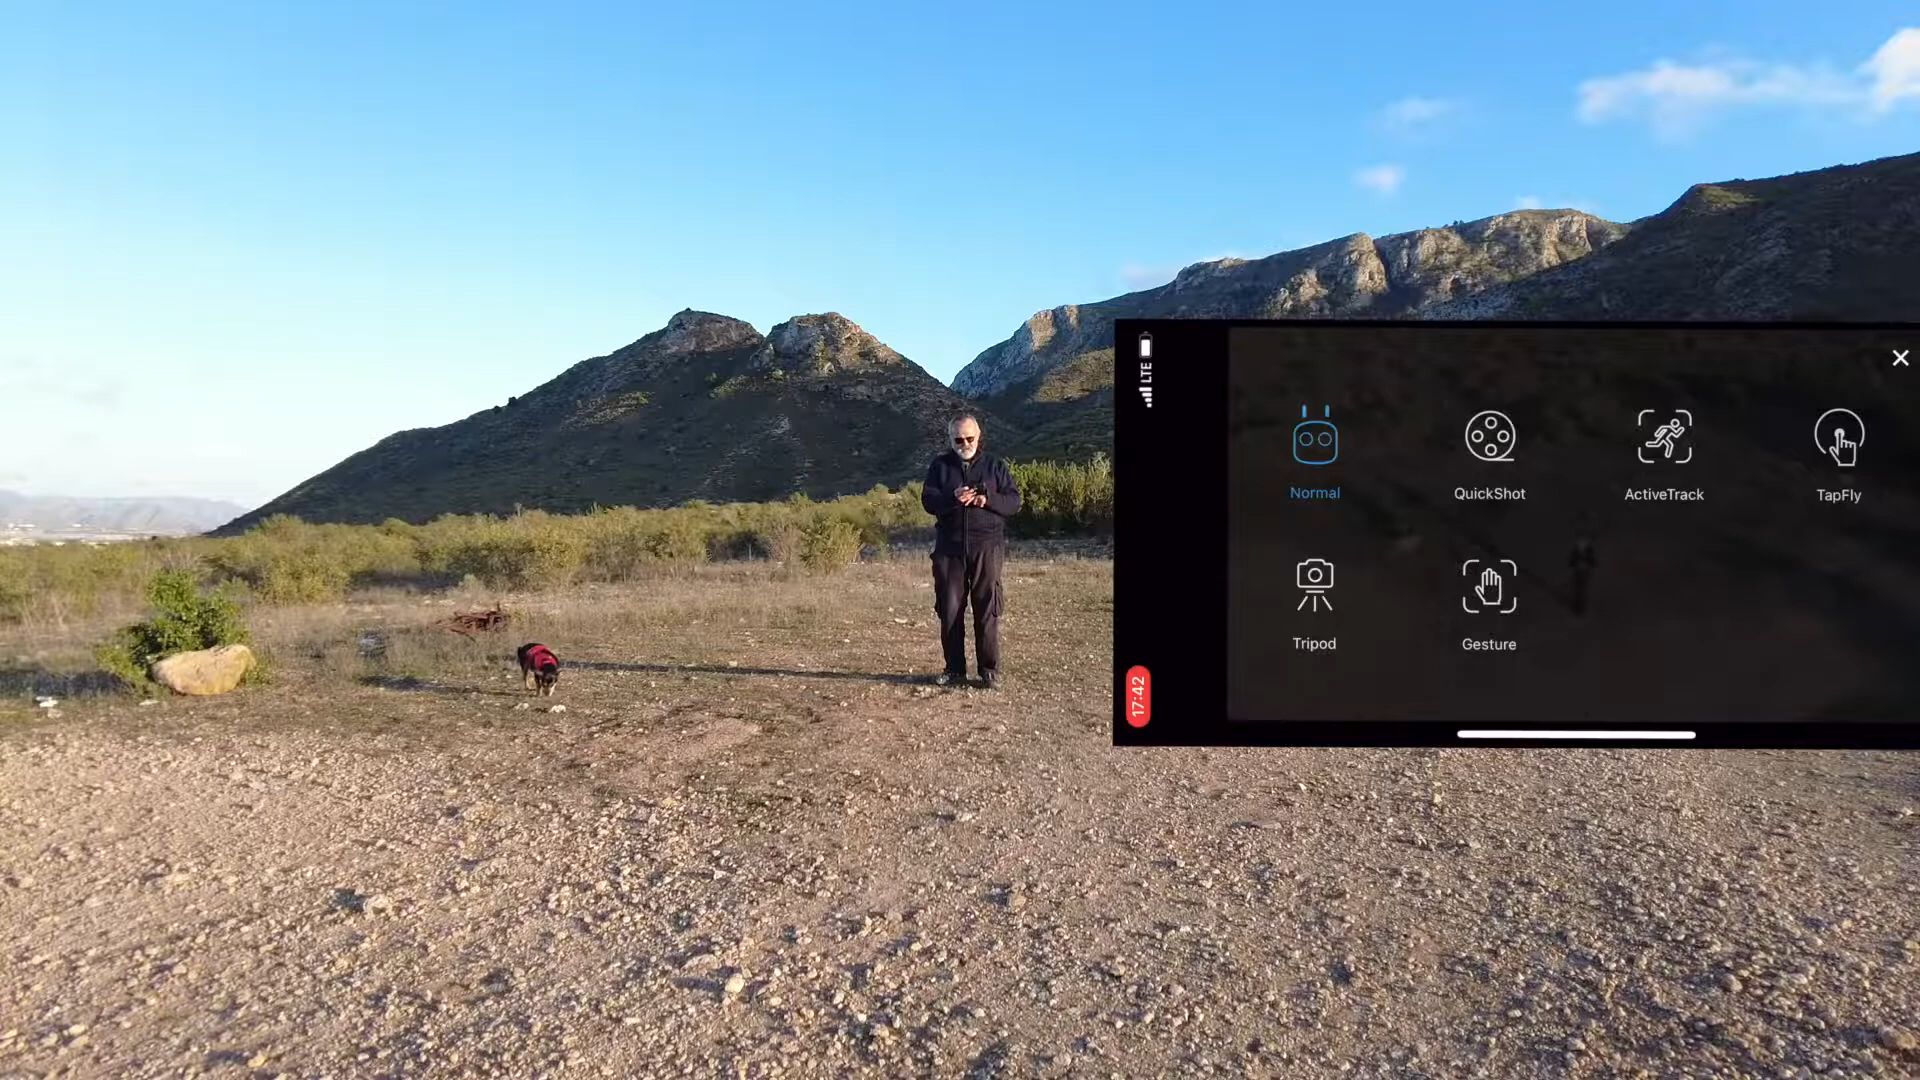 LTE
Normal
QuickShot
ActiveTrack
TapFly
Tripod
Gesture
17:42